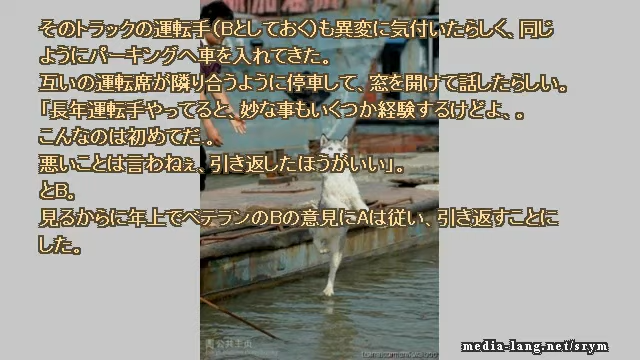 そのトラックの運転手（Bとしておく）も異変に気付いたらしく、同じ
ようにパーキングへ車を入れてきた。
互いの運転席が隣り合うように停車して、窓を開けて話したらしい。
「長年運転手やってると、妙な事もいくつか経験するけどよ、。
こんなのは初めてだ.。
悪いことは言わねぇ、引き返したほうがいい」。
とB。
見るからに年上でベテランのBの意見にAは従い、引き返すことに
した。
media-lang.net/srym